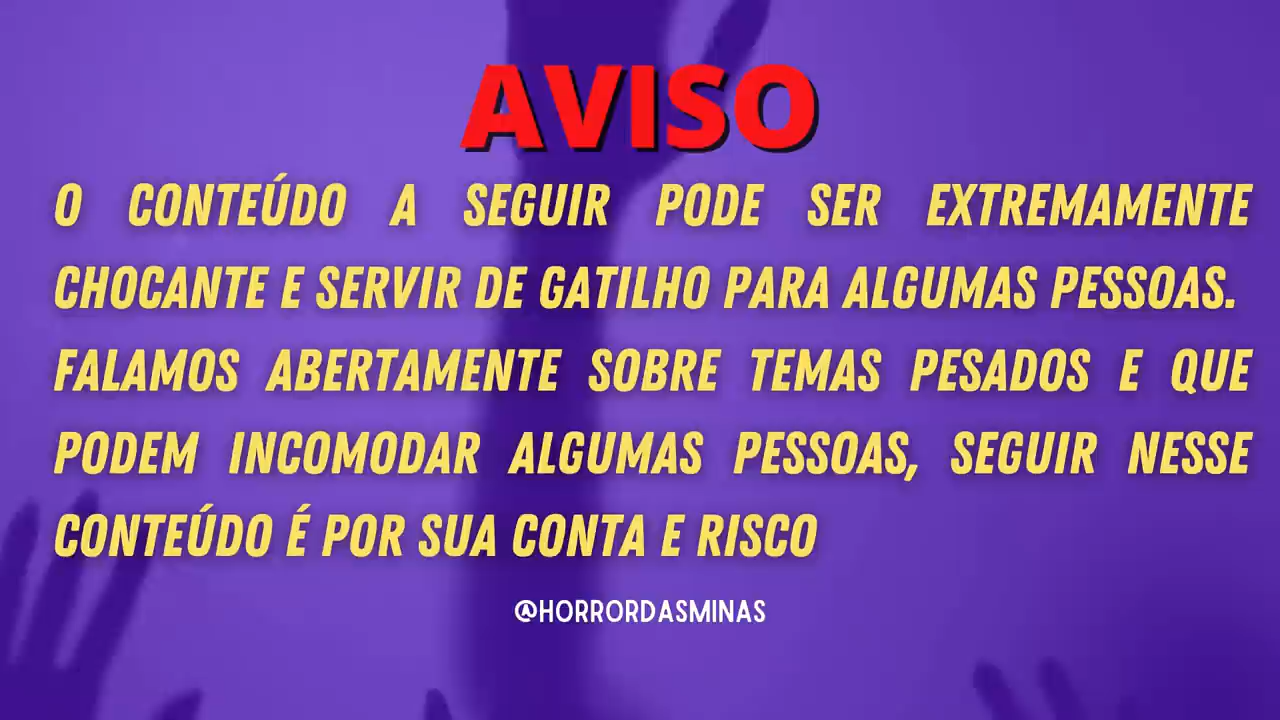 AVISO
O CONTEÚDO A SEGUIR PODE SER EXTREMAMENTE
CHOCANTE E SERVIR DE GATILHO PARA ALGUMAS PESSOAS.
FALAMOS ABERTAMENTE SOBRE TEMAS PESADOS E QUE
PODEM INCOMODAR ALGUMAS PESSOAS, SEGUIR NESSE
CONTEÚDO É POR SUA CONTA E RISCO
@HORRORDASMINAS